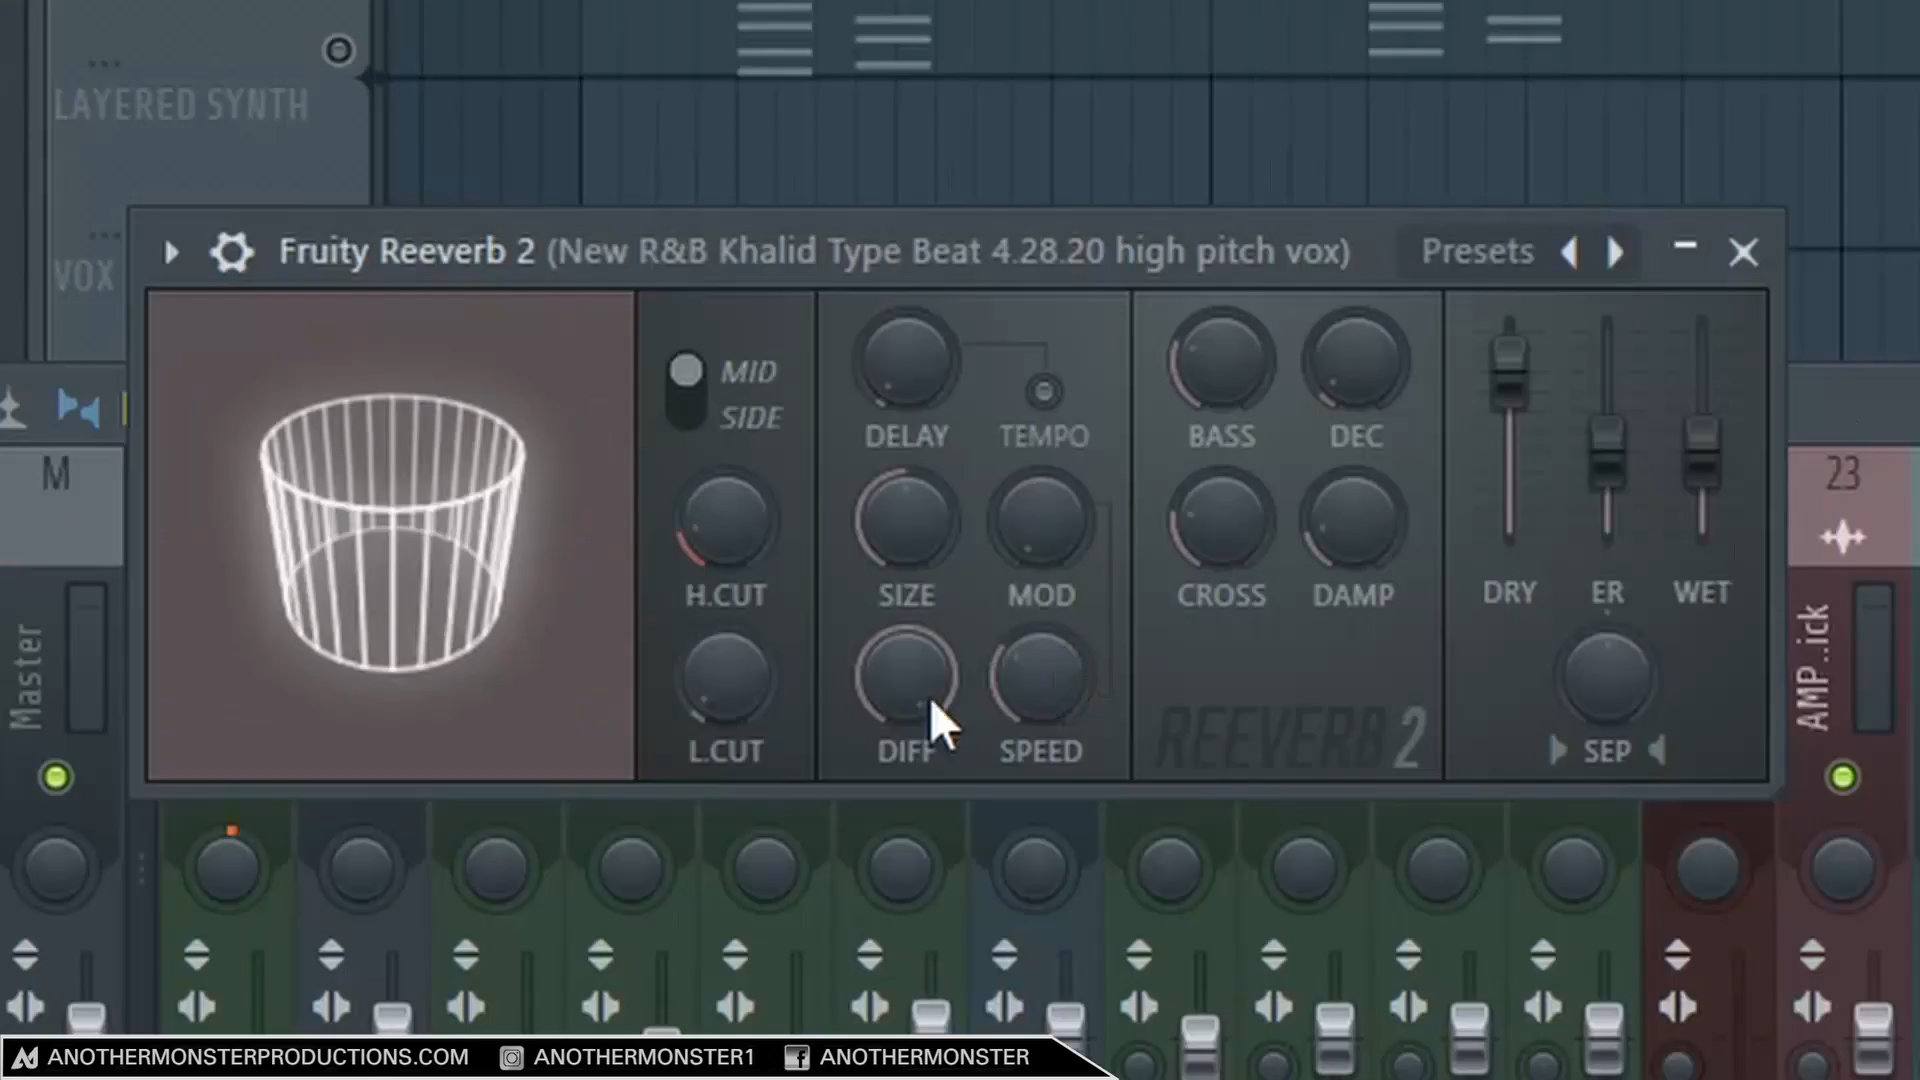 LAYERED SYNTH
VOX
Fruity Reeverb 2 (New R&B Khalid Type Beat 4.28.20 high pitch vox) Presets
MID
SIDE
H.CUT
L.CUT
DELAY TEMPO
SIZE MOD
DIFF SPEED
BASS DEC
CROSS DAMP
REEVERB 2
DRY ER WET
SEP
M
Master
23
AMP..ick
ANOTHERMONSTERPRODUCTIONS.COM ANOTHERMONSTER1 ANOTHERMONSTER